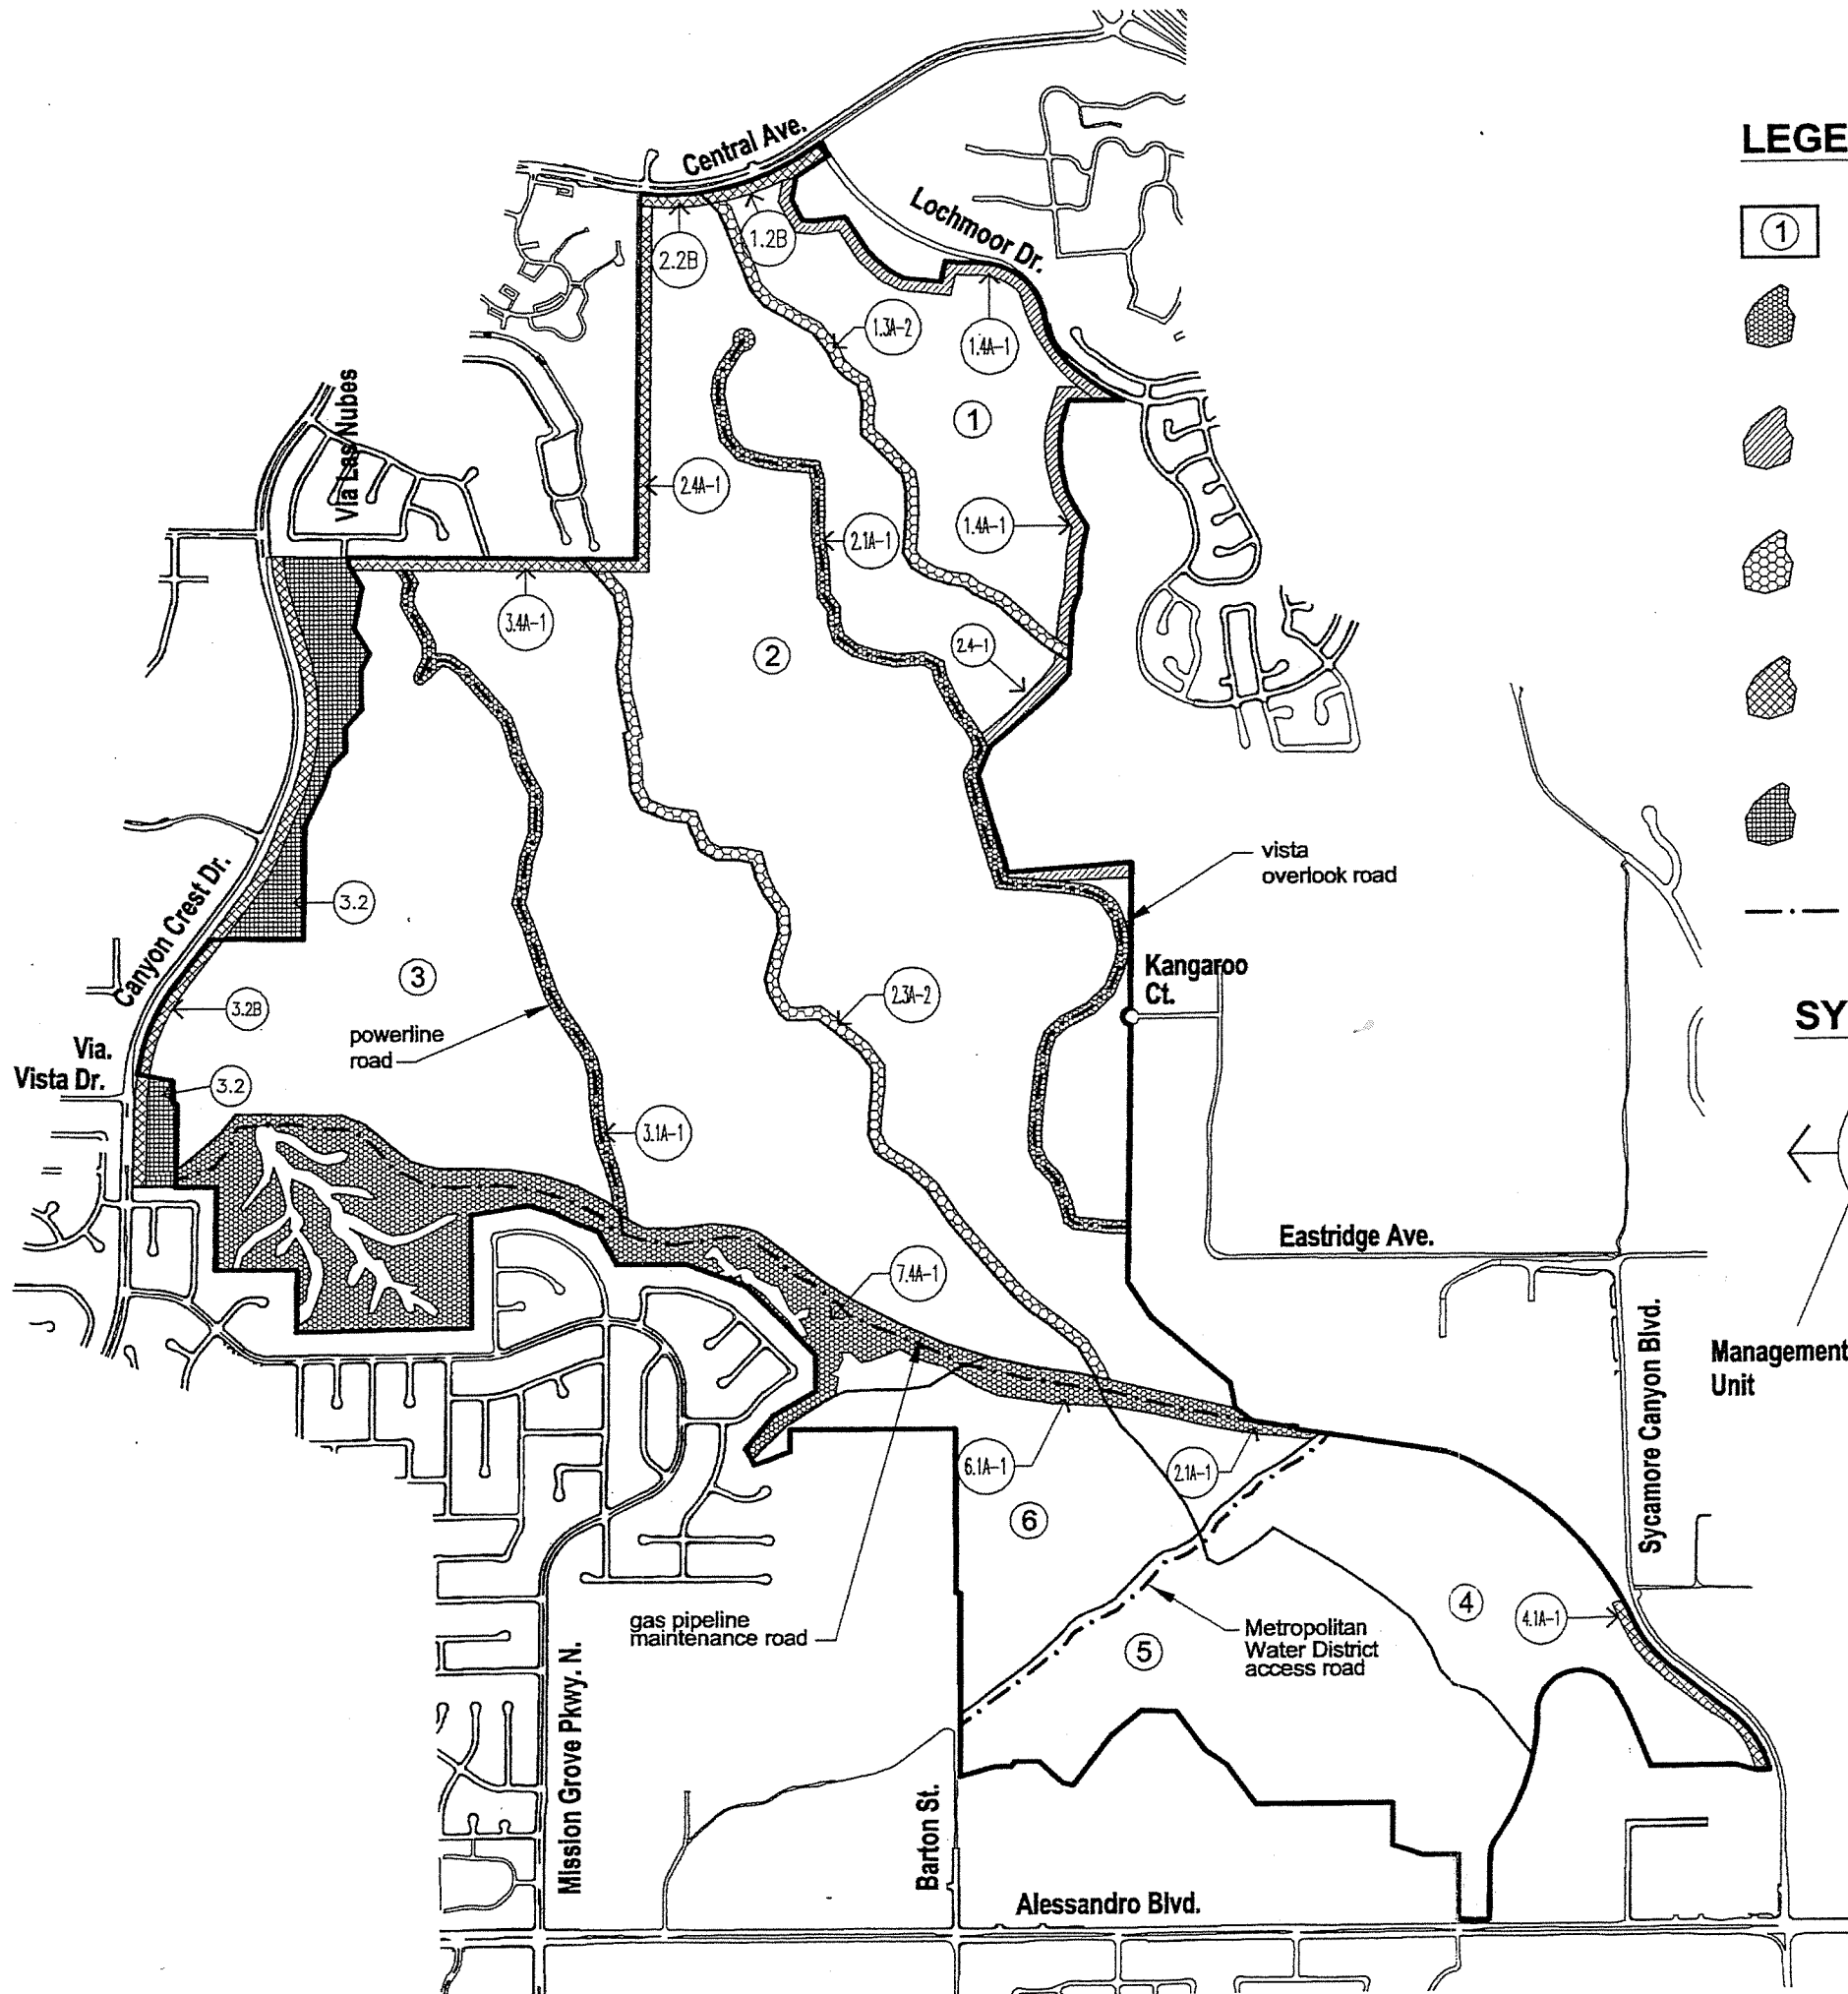 Central Ave.
LEGE
Lochmoor Dr.
1
1.2B
2.2B
1.3A-2
1.4A-1
Via Las Nubes
1
2.4A-1
1.4A-1
2.1A-1
3.4A-1
2.4-1
2
vista
overlook road
Canyon Crest Dr.
3.2
Kangaroo
Ct.
3
2.3A-2
3.2B
SY
powerline
road
Via.
Vista Dr.
3.2
3.1A-1
Eastridge Ave.
7.4A-1
Sycamore Canyon Blvd.
Management
Unit
6.1A-1
2.1A-1
6
4
4.1A-1
gas pipeline
maintenance road
Metropolitan
Water District
access road
5
Mission Grove Pkwy. N.
Barton St.
Alessandro Blvd.